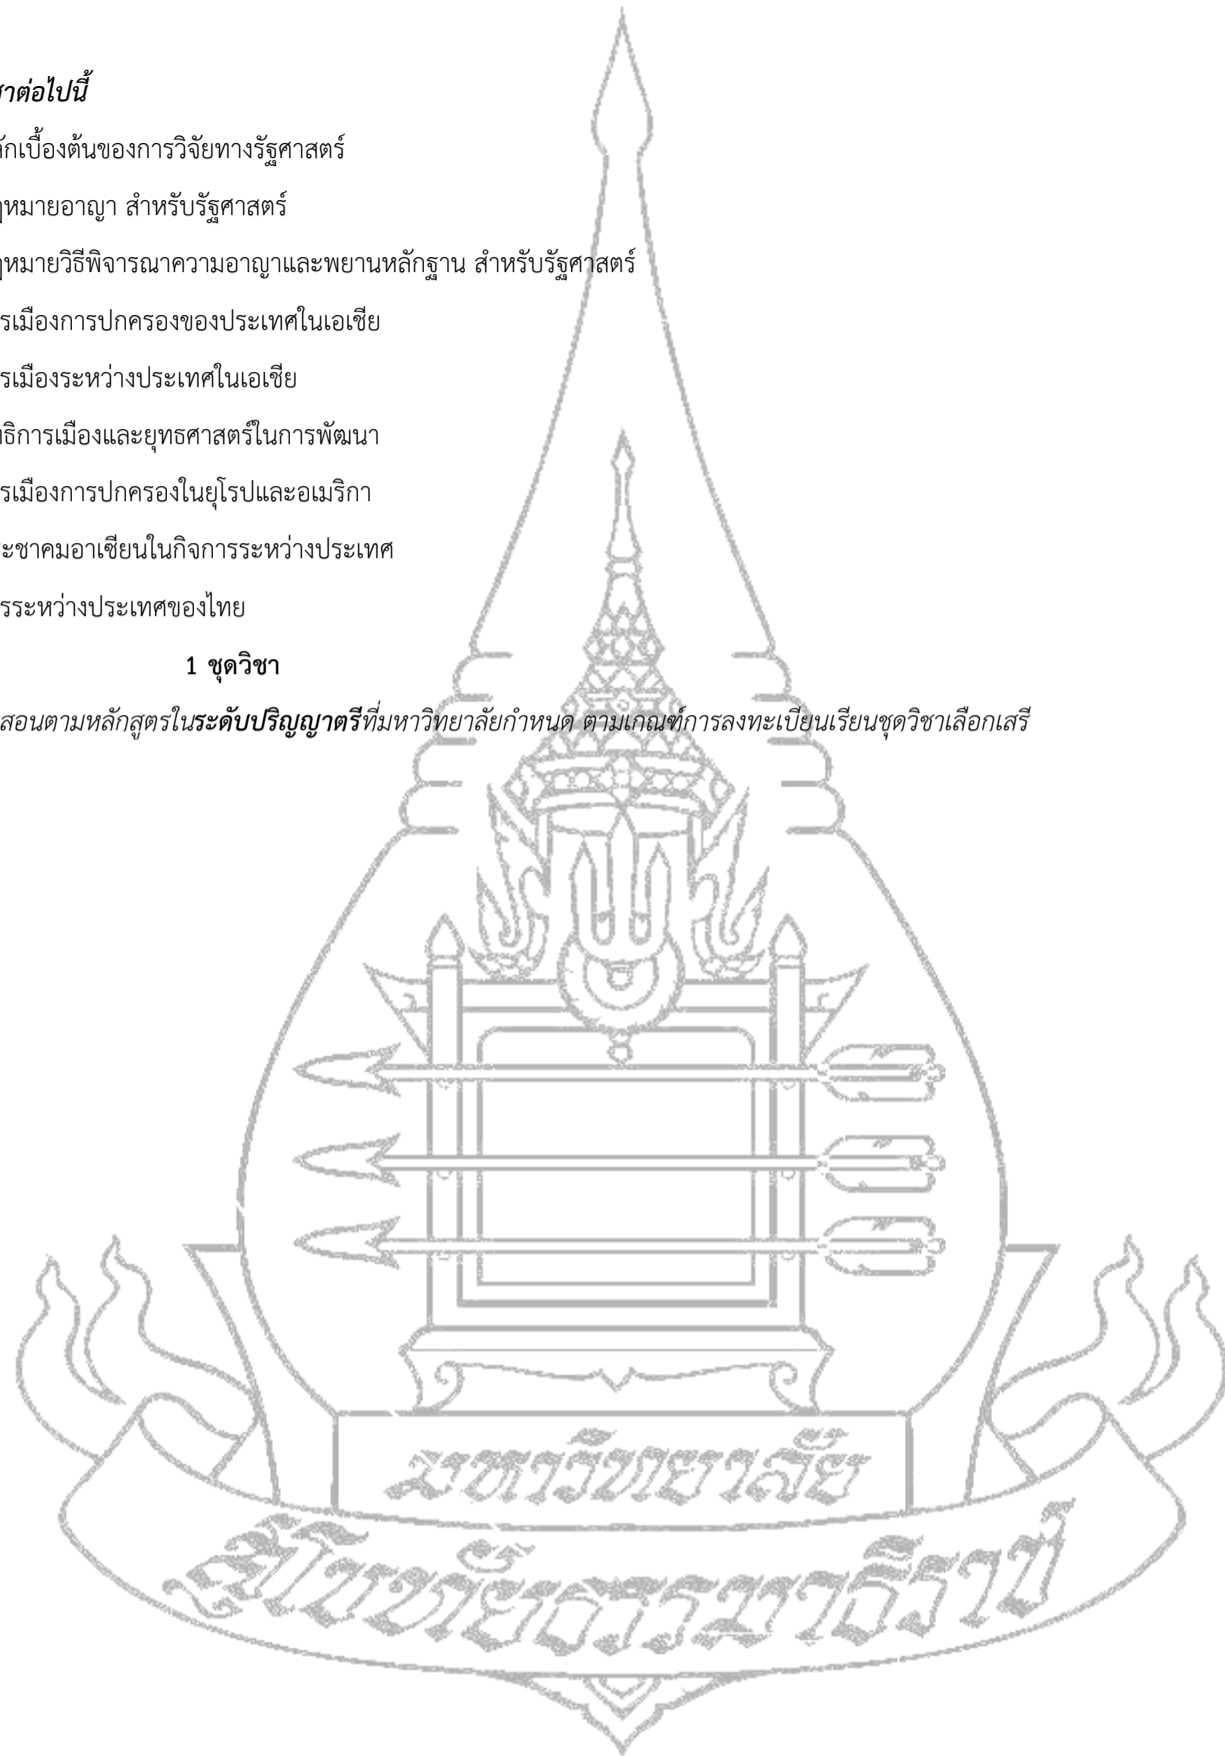 าต่อไปนี้
ลักเบื้องต้นของการวิจัยทางรัฐศาสตร์
ฎหมายอาญา สำหรับรัฐศาสตร์
ฎหมายวิธีพิจารณาความอาญาและพยานหลักฐาน สำหรับรัฐศาสตร์
รเมืองการปกครองของประเทศในเอเชีย
รเมืองระหว่างประเทศในเอเชีย
ทธิการเมืองและยุทธศาสตร์ในการพัฒนา
รเมืองการปกครองในยุโรปและอเมริกา
ะชาคมอาเซียนในกิจการระหว่างประเทศ
รระหว่างประเทศของไทย
1 ชุดวิชา
สอนตามหลักสูตรในระดับปริญญาตรีที่มหาวิทยาลัยกำหนด ตามเกณฑ์การลงทะเบียนเรียนชุดวิชาเลือกเสรี
มหาวิทยาลัย
สุโขทัยธรรมาธิราช